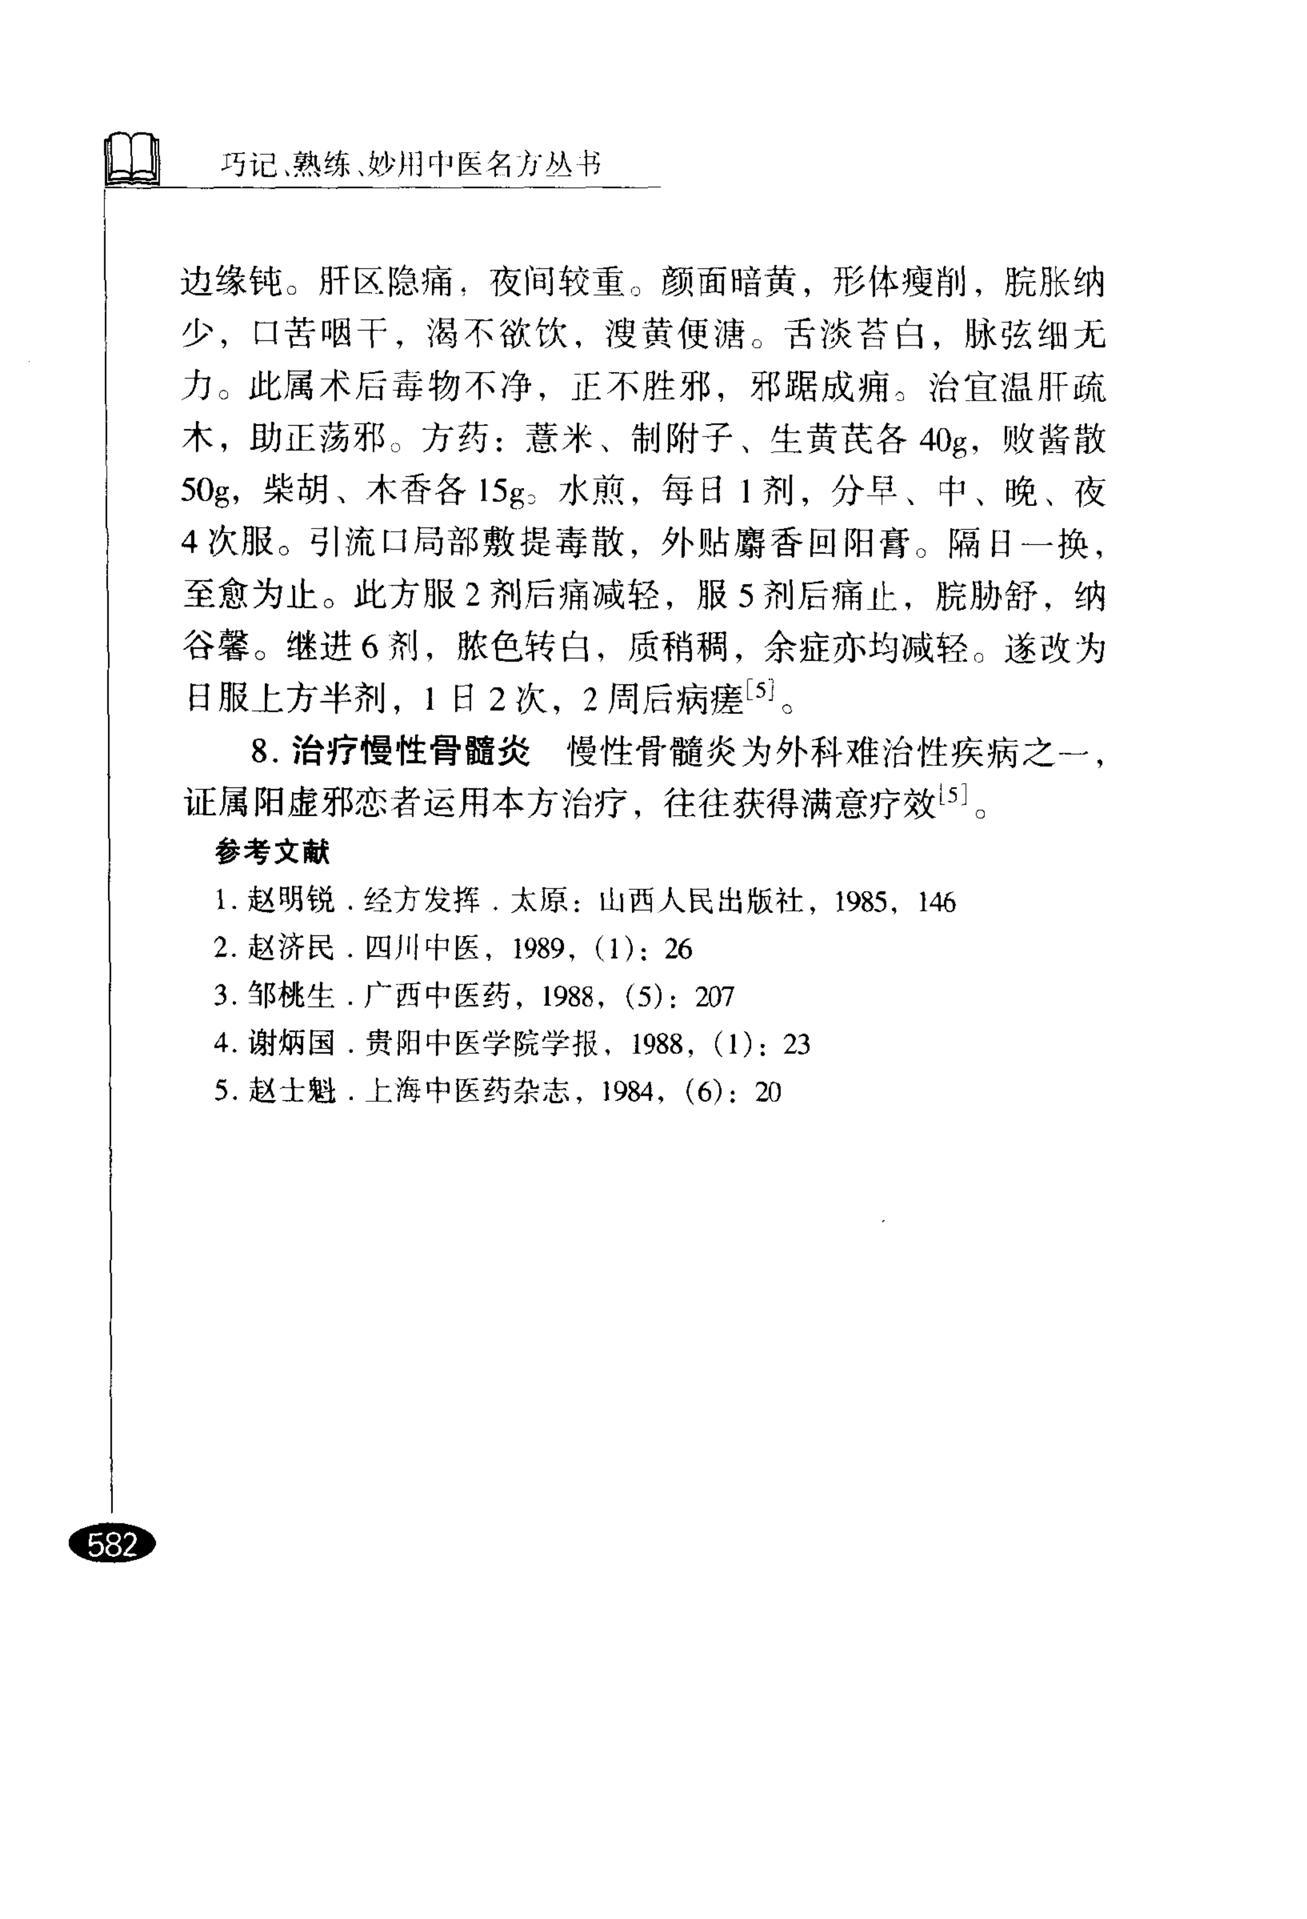 巧记、熟练、妙用中医名方丛书
边缘钝。肝区隐痛，夜间较重。颜面暗黄，形体瘦削，脘胀纳
少，口苦咽干，渴不欲饮，溲黄便溏。舌淡苔白，脉弦细无
力。此属术后毒物不净，正不胜邪，邪踞成痈。治宜温肝疏
木，助正荡邪。方药：薏米、制附子、生黄芪各 40g，败酱散
50g，柴胡、木香各 15g。水煎，每日 1 剂，分早、中、晚、夜
4 次服。引流口局部敷提毒散，外贴麝香回阳膏。隔日一换，
至愈为止。此方服 2 剂后痛减轻，服 5 剂后痛止，脘胁舒，纳
谷馨。继进 6 剂，脓色转白，质稍稠，余症亦均减轻。遂改为
日服上方半剂，1 日 2 次，2 周后病瘥[5]。
8. 治疗慢性骨髓炎　慢性骨髓炎为外科难治性疾病之一，
证属阳虚邪恋者运用本方治疗，往往获得满意疗效[5]。
参考文献
1. 赵明锐 . 经方发挥 . 太原：山西人民出版社，1985，146
2. 赵济民 . 四川中医，1989，(1)：26
3. 邹桃生 . 广西中医药，1988，(5)：207
4. 谢炳国 . 贵阳中医学院学报，1988，(1)：23
5. 赵士魁 . 上海中医药杂志，1984，(6)：20
582